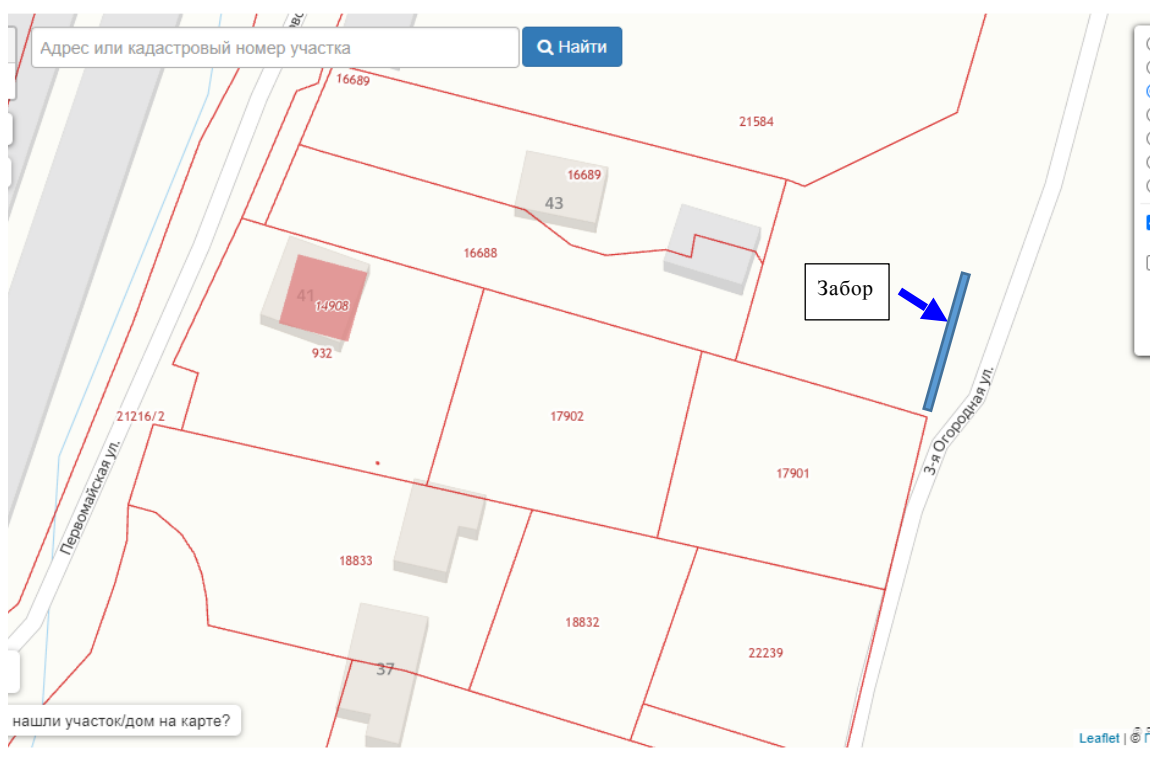 Адрес или кадастровый номер участка
Найти
16689
21584
16689
43
16688
41
14908
932
Забор
21216/2
17902
17901
3-я Огородная ул.
Первомайская ул.
18833
18832
22239
37
нашли участок/дом на карте?
Leaflet | ©